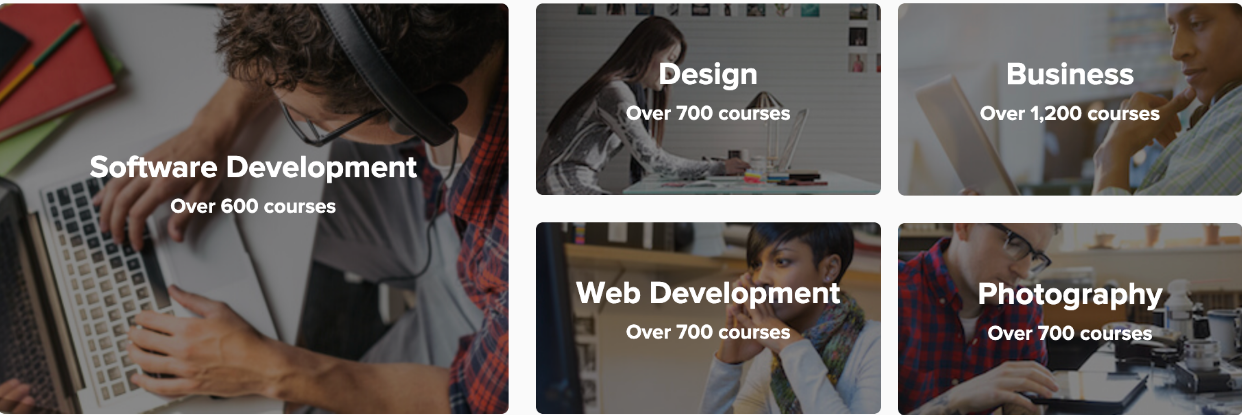 Software Development
Over 600 courses
Design
Over 700 courses
Business
Over 1,200 courses
Web Development
Over 700 courses
Photography
Over 700 courses